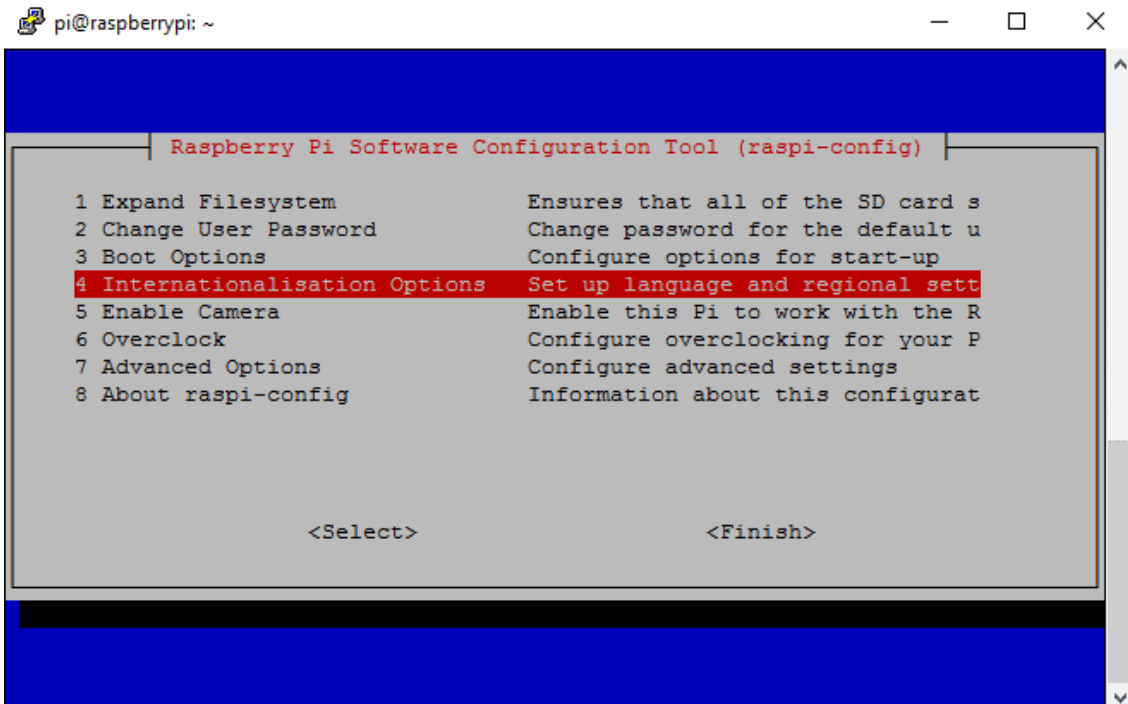 pi@raspberrypi: ~
Raspberry Pi Software Configuration Tool (raspi-config)
1 Expand Filesystem Ensures that all of the SD card s
2 Change User Password Change password for the default u
3 Boot Options Configure options for start-up
4 Internationalisation Options Set up language and regional sett
5 Enable Camera Enable this Pi to work with the R
6 Overclock Configure overclocking for your P
7 Advanced Options Configure advanced settings
8 About raspi-config Information about this configurat
<Select> <Finish>